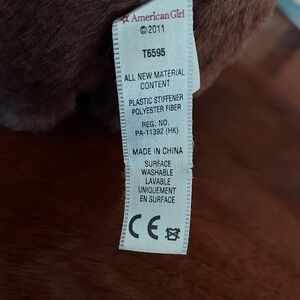 American Girl
© 2011
T6595
ALL NEW MATERIAL
CONTENT
PLASTIC STIFFENER
POLYESTER FIBER
REG. NO.
PA-11392 (HK)
MADE IN CHINA
SURFACE
WASHABLE
LAVABLE
UNIQUEMENT
EN SURFACE
CE